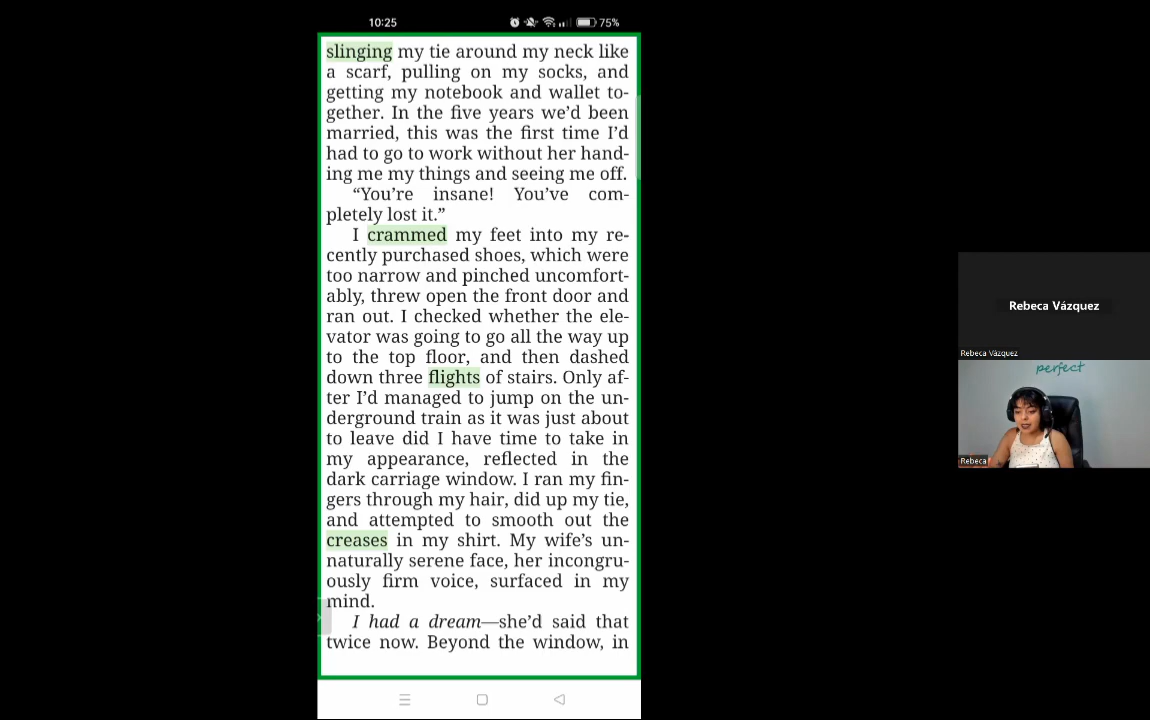 10:25
75%
slinging my tie around my neck like
a scarf, pulling on my socks, and
getting my notebook and wallet to-
gether. In the five years we'd been
married, this was the first time I'd
had to go to work without her hand-
ing me my things and seeing me off.
“You're insane! You've com-
pletely lost it.”
I crammed my feet into my re-
cently purchased shoes, which were
too narrow and pinched uncomfort-
ably, threw open the front door and
ran out. I checked whether the ele-
vator was going to go all the way up
to the top floor, and then dashed
down three flights of stairs. Only af-
ter I'd managed to jump on the un-
derground train as it was just about
to leave did I have time to take in
my appearance, reflected in the
dark carriage window. I ran my fin-
gers through my hair, did up my tie,
and attempted to smooth out the
creases in my shirt. My wife's un-
naturally serene face, her incongru-
ously firm voice, surfaced in my
mind.
I had a dream—she'd said that
twice now. Beyond the window, in
Rebeca Vázquez
Rebeca Vázquez
perfect
Rebeca